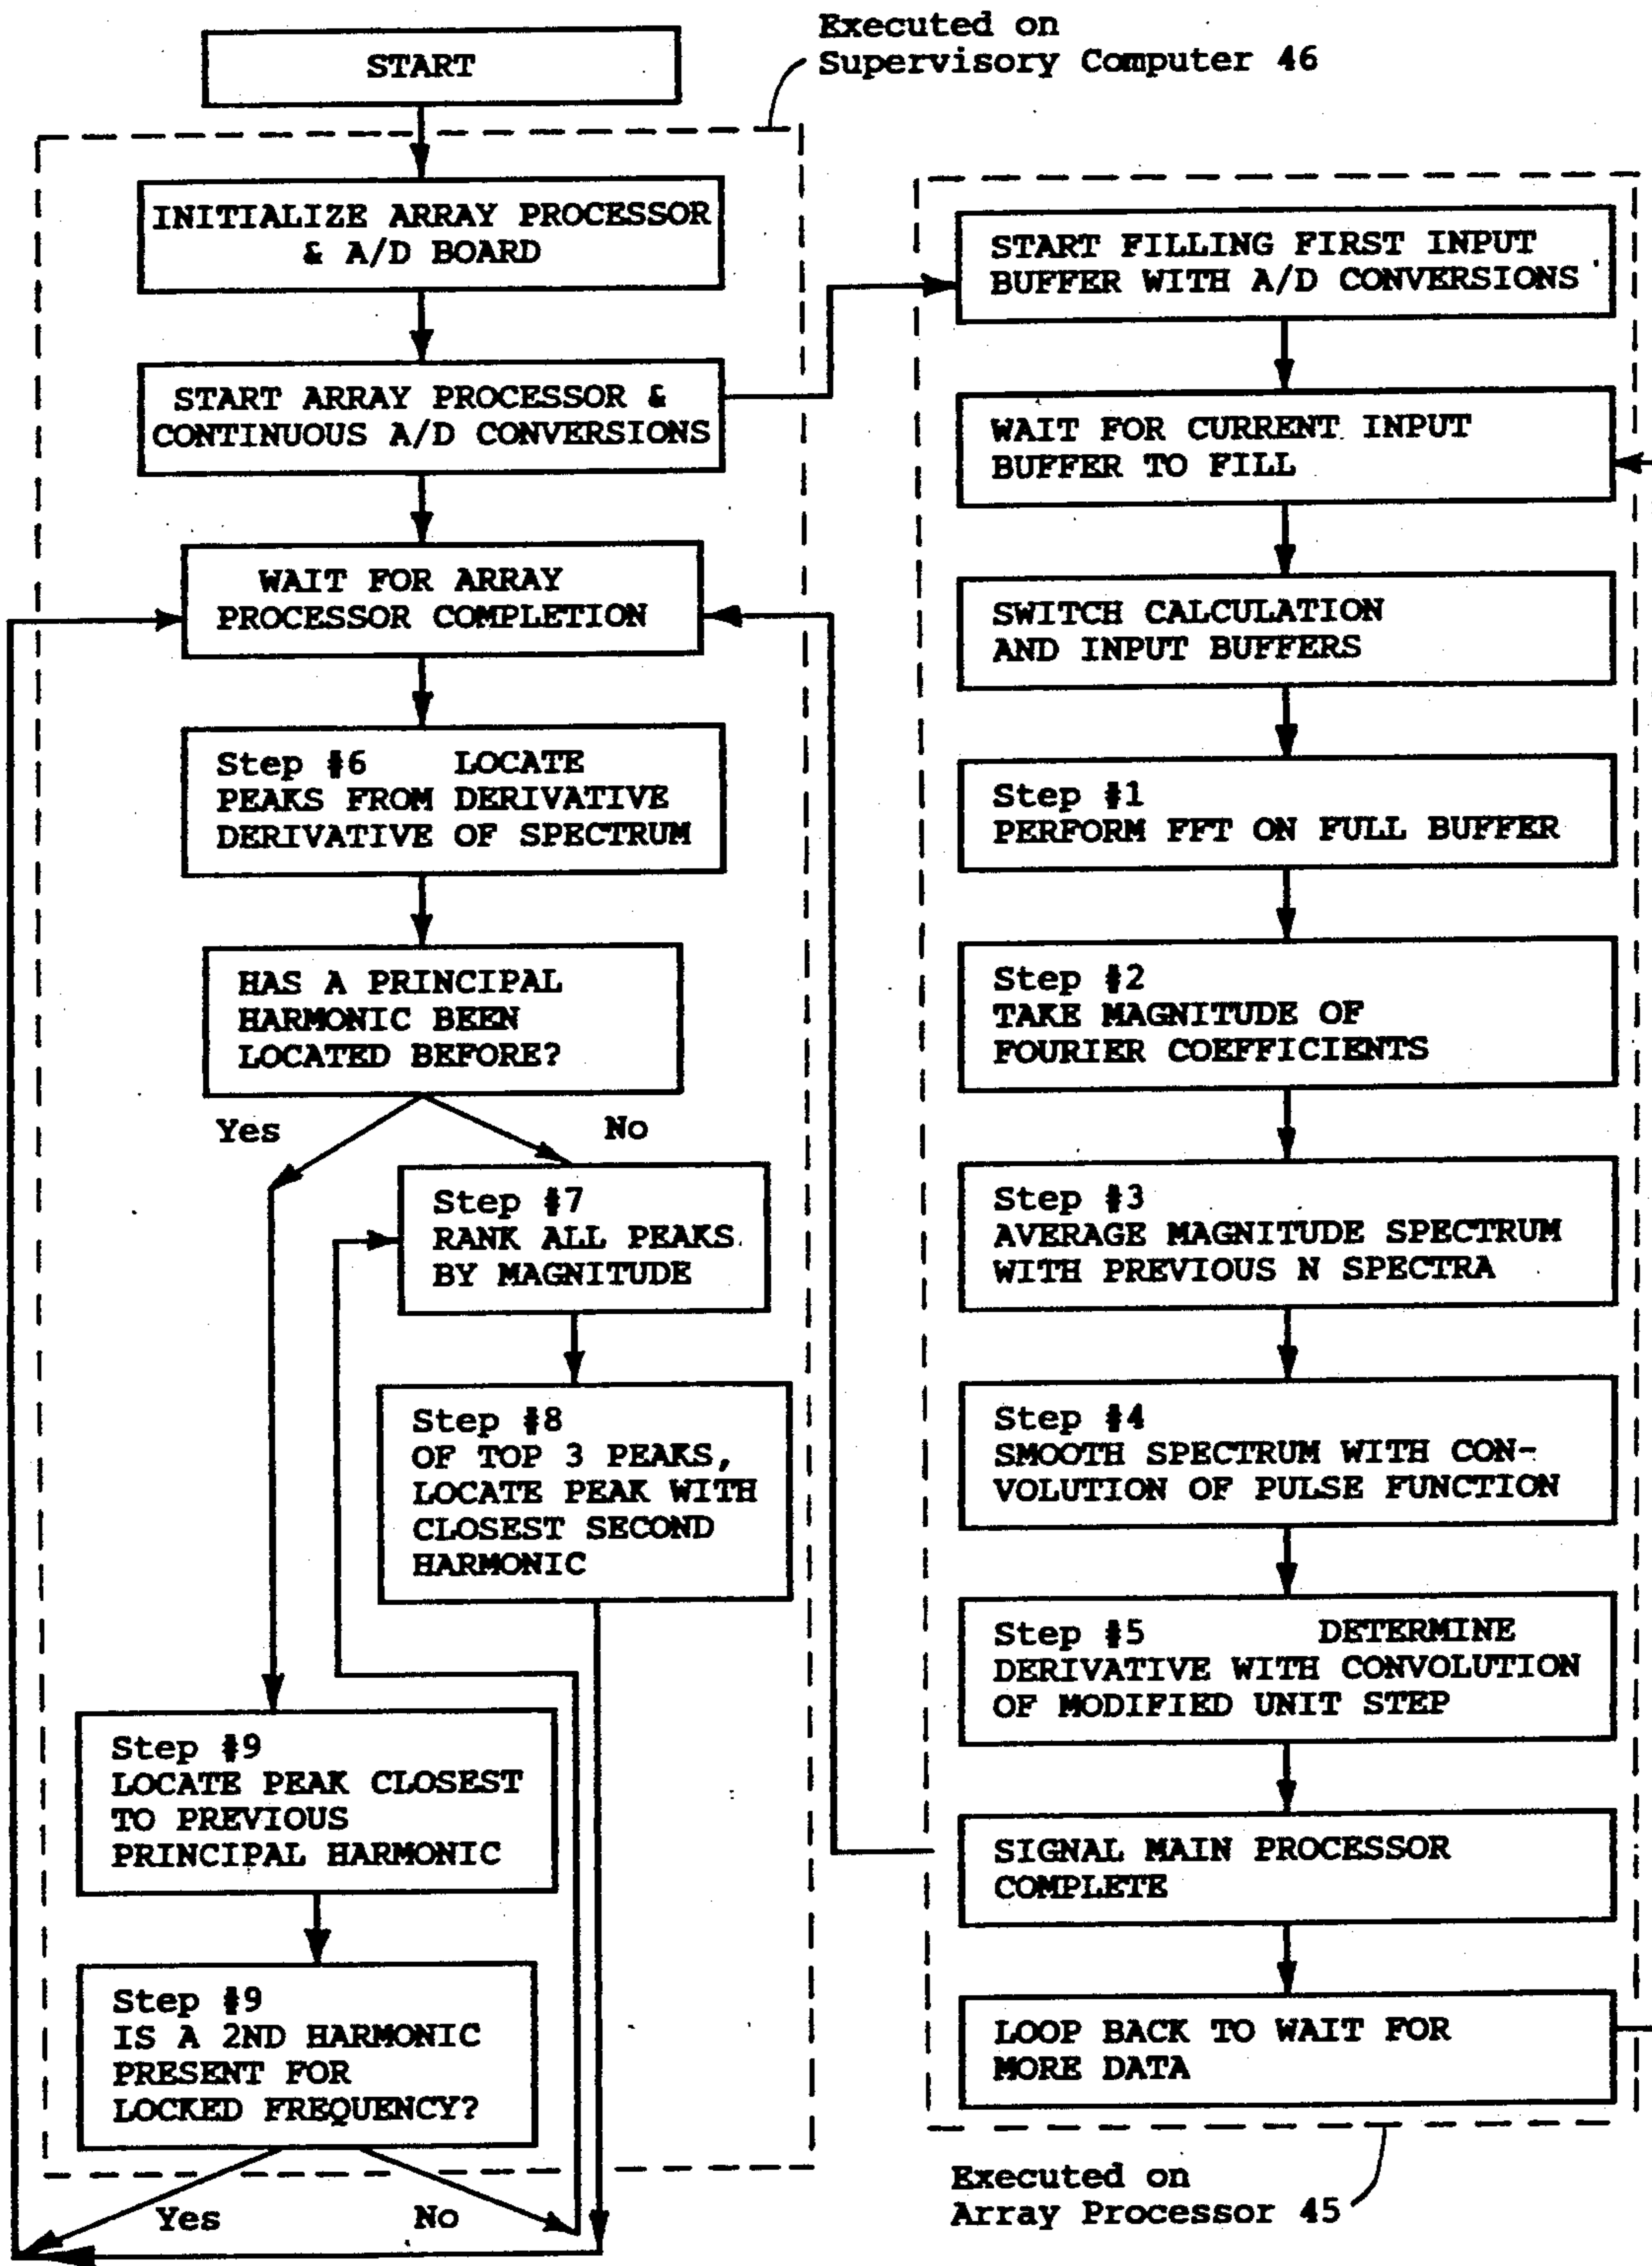 Executed on
Supervisory Computer 46
START
INITIALIZE ARRAY PROCESSOR
& A/D BOARD
START ARRAY PROCESSOR &
CONTINUOUS A/D CONVERSIONS
WAIT FOR ARRAY
PROCESSOR COMPLETION
Step #6 LOCATE
PEAKS FROM DERIVATIVE
DERIVATIVE OF SPECTRUM
HAS A PRINCIPAL
HARMONIC BEEN
LOCATED BEFORE?
Yes
No
Step #7
RANK ALL PEAKS
BY MAGNITUDE
Step #8
OF TOP 3 PEAKS,
LOCATE PEAK WITH
CLOSEST SECOND
HARMONIC
Step #9
LOCATE PEAK CLOSEST
TO PREVIOUS
PRINCIPAL HARMONIC
Step #9
IS A 2ND HARMONIC
PRESENT FOR
LOCKED FREQUENCY?
Yes
No
START FILLING FIRST INPUT
BUFFER WITH A/D CONVERSIONS
WAIT FOR CURRENT INPUT
BUFFER TO FILL
SWITCH CALCULATION
AND INPUT BUFFERS
Step #1
PERFORM FFT ON FULL BUFFER
Step #2
TAKE MAGNITUDE OF
FOURIER COEFFICIENTS
Step #3
AVERAGE MAGNITUDE SPECTRUM
WITH PREVIOUS N SPECTRA
Step #4
SMOOTH SPECTRUM WITH CON-
VOLUTION OF PULSE FUNCTION
Step #5 DETERMINE
DERIVATIVE WITH CONVOLUTION
OF MODIFIED UNIT STEP
SIGNAL MAIN PROCESSOR
COMPLETE
LOOP BACK TO WAIT FOR
MORE DATA
Executed on
Array Processor 45